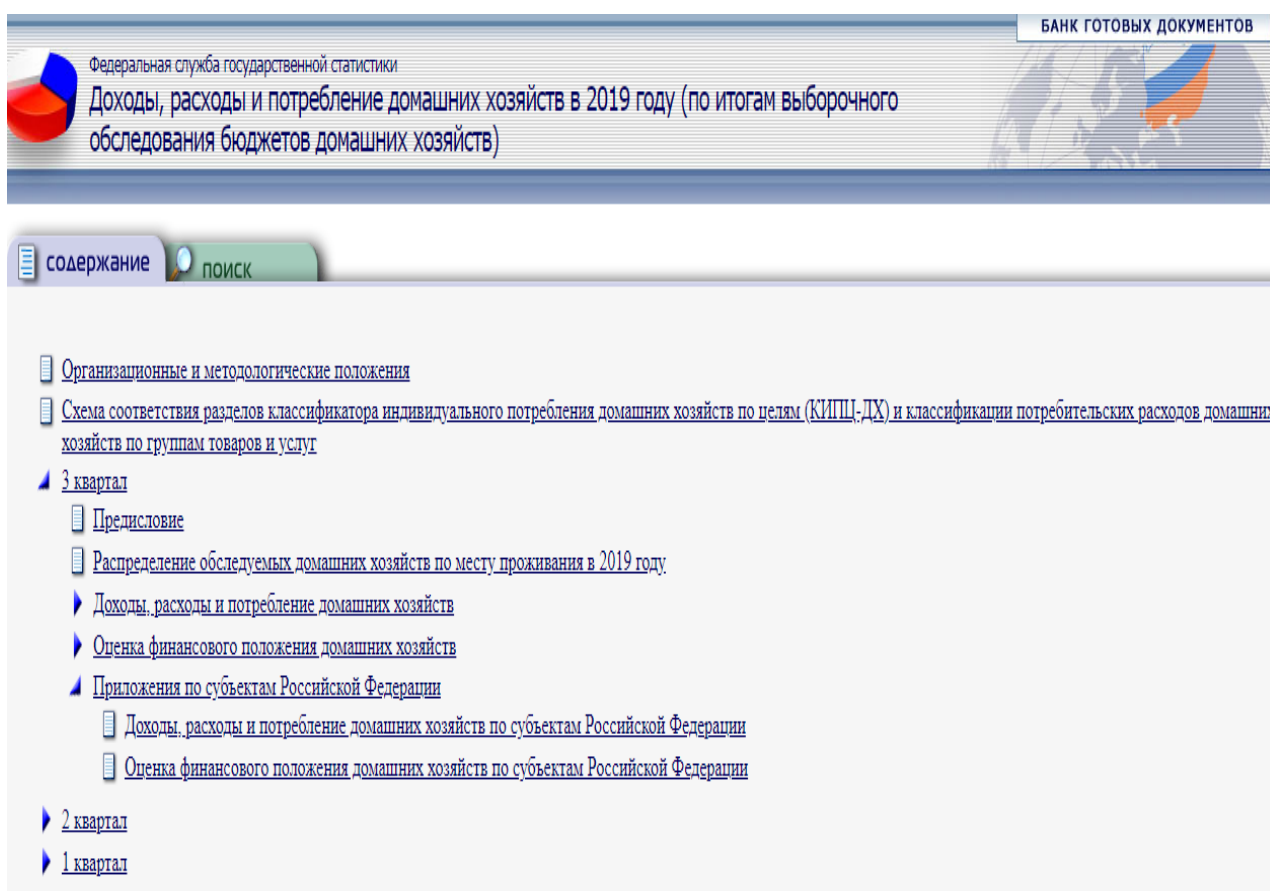 БАНК ГОТОВЫХ ДОКУМЕНТОВ
Федеральная служба государственной статистики
Доходы, расходы и потребление домашних хозяйств в 2019 году (по итогам выборочного
обследования бюджетов домашних хозяйств)
содержание
поиск
Организационные и методологические положения
Схема соответствия разделов классификатора индивидуального потребления домашних хозяйств по целям (КИПЦ-ДХ) и классификации потребительских расходов домашних
хозяйств по группам товаров и услуг
3 квартал
Предисловие
Распределение обследуемых домашних хозяйств по месту проживания в 2019 году
Доходы, расходы и потребление домашних хозяйств
Оценка финансового положения домашних хозяйств
Приложения по субъектам Российской Федерации
Доходы, расходы и потребление домашних хозяйств по субъектам Российской Федерации
Оценка финансового положения домашних хозяйств по субъектам Российской Федерации
2 квартал
1 квартал